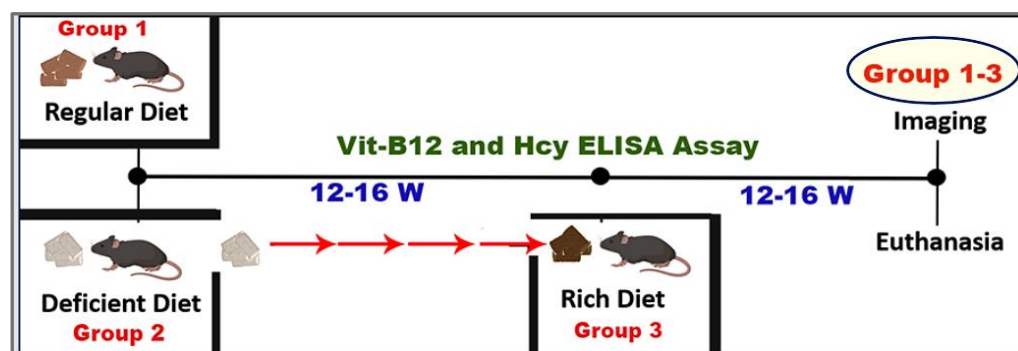 Group 1
Regular Diet
Group 1-3
Imaging
Vit-B12 and Hcy ELISA Assay
12-16 W
12-16 W
Euthanasia
Deficient Diet
Group 2
Rich Diet
Group 3